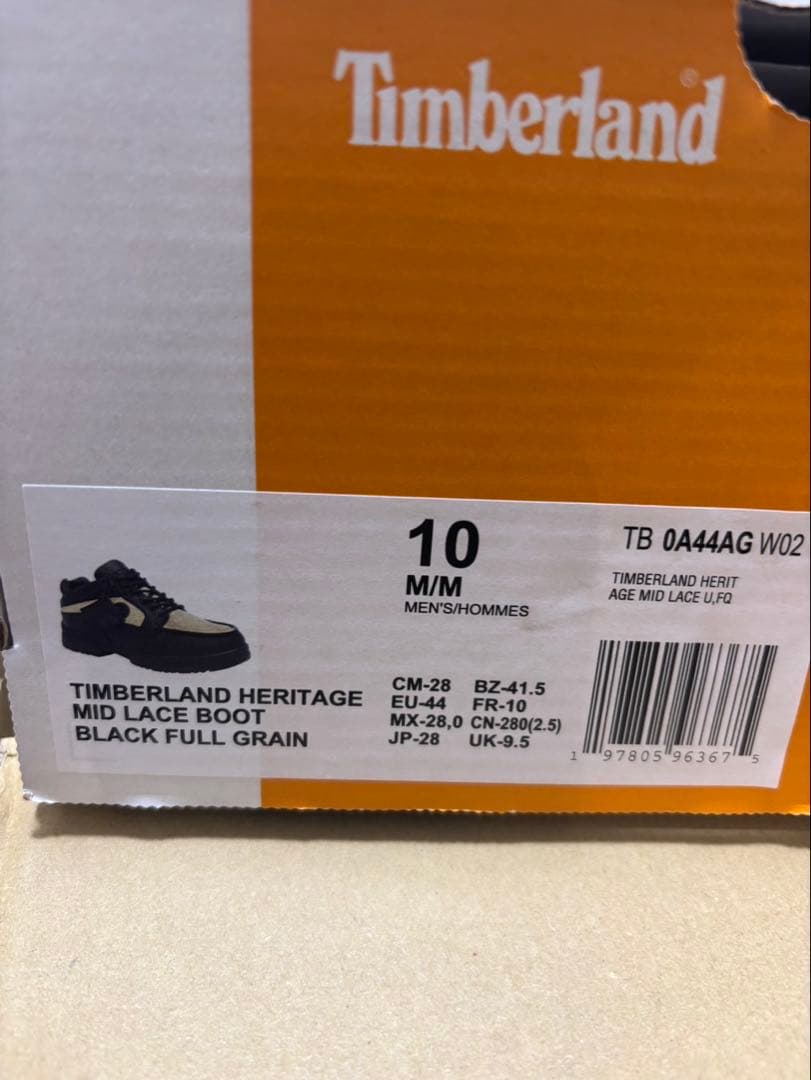 Timberland®
10
M/M
MEN'S/HOMMES
TB 0A44AG W02
TIMBERLAND HERIT
AGE MID LACE U,FQ
TIMBERLAND HERITAGE
MID LACE BOOT
BLACK FULL GRAIN
CM-28 BZ-41.5
EU-44 FR-10
MX-28,0 CN-280(2.5)
JP-28 UK-9.5
1 97805 96367 5